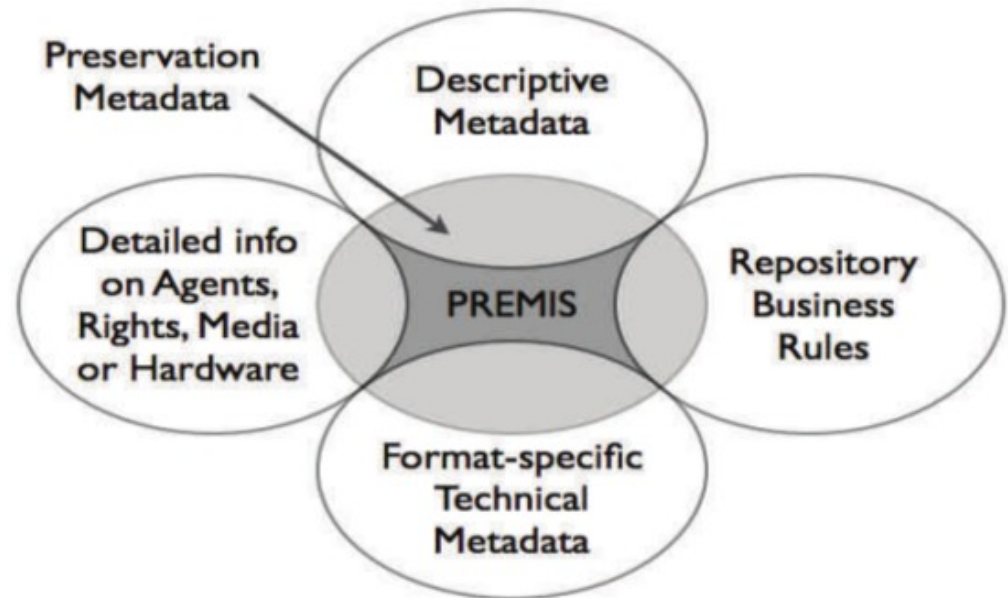 Preservation
Metadata
Descriptive
Metadata
Detailed info
on Agents,
Rights, Media
or Hardware
PREMIS
Repository
Business
Rules
Format-specific
Technical
Metadata